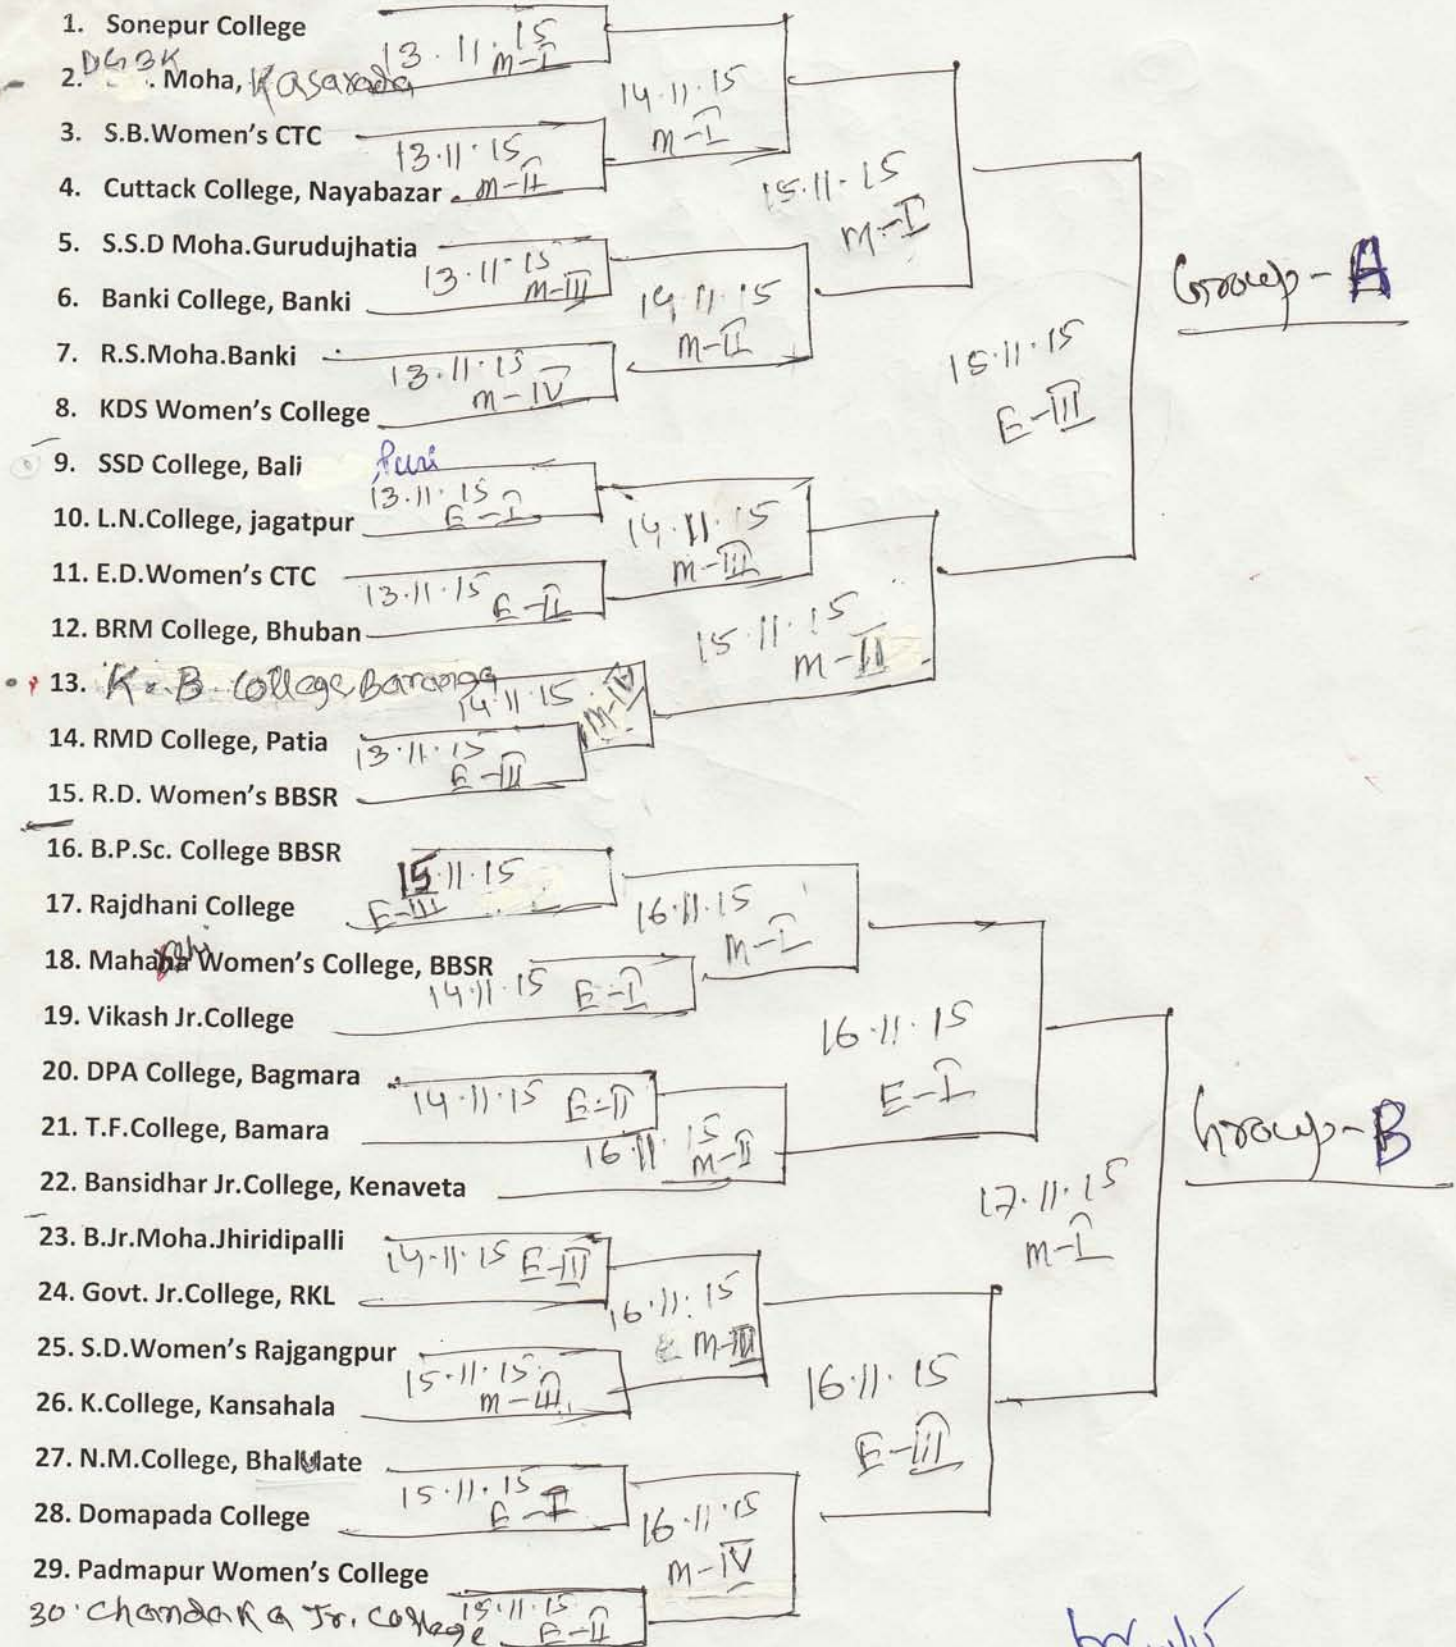 1. Sonepur College
13.11.15
M-I
2. DG3K Moha, Kasarada
14.11.15
M-I
3. S.B.Women's CTC
13.11.15
M-II
4. Cuttack College, Nayabazar
15.11.15
M-I
5. S.S.D Moha.Gurudujhatia
13.11.15
M-III
6. Banki College, Banki
14.11.15
M-II
Group-A
7. R.S.Moha.Banki
13.11.15
M-IV
8. KDS Women's College
15.11.15
E-III
9. SSD College, Bali, Puri
13.11.15
E-I
10. L.N.College, jagatpur
14.11.15
M-III
11. E.D.Women's CTC
13.11.15 E-II
12. BRM College, Bhuban
15.11.15
M-II
13. K.B. College Baranga
14.11.15 M-IV
14. RMD College, Patia
13.11.15
E-III
15. R.D. Women's BBSR
16. B.P.Sc. College BBSR
15.11.15
E-III
17. Rajdhani College
16.11.15
M-I
18. Maharshi Women's College, BBSR
14.11.15 E-I
19. Vikash Jr.College
16.11.15
E-I
20. DPA College, Bagmara
14.11.15 E-II
21. T.F.College, Bamara
16.11.15
M-II
Group-B
22. Bansidhar Jr.College, Kenaveta
17.11.15
M-I
23. B.Jr.Moha.Jhiridipalli
14.11.15 E-III
24. Govt. Jr.College, RKL
16.11.15
M-III
25. S.D.Women's Rajgangpur
15.11.15
M-III
26. K.College, Kansahala
16.11.15
E-III
27. N.M.College, BhalUlate
15.11.15
E-I
28. Domapada College
16.11.15
M-IV
29. Padmapur Women's College
30. Chandaka Jr. College
15.11.15
E-II